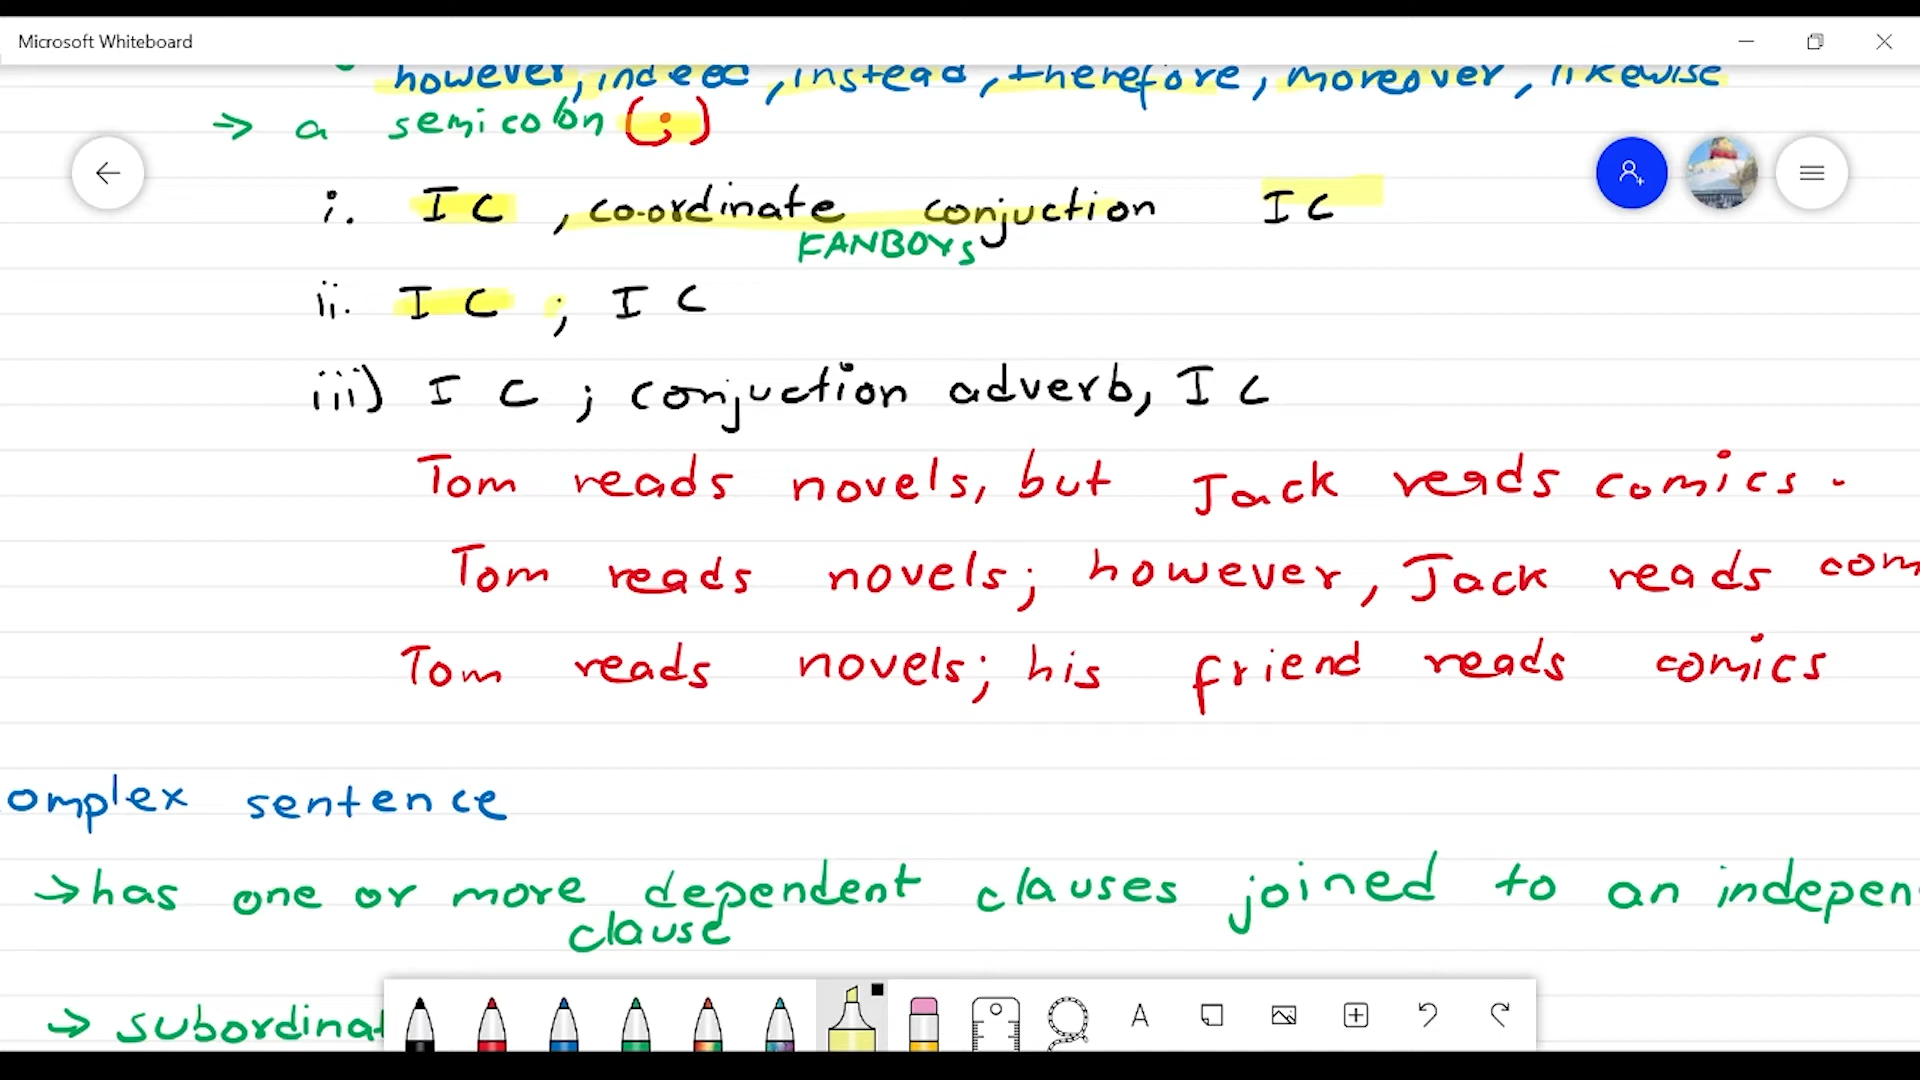 Microsoft Whiteboard
however, indeed, instead, therefore, moreover, likewise
→ a semicolon (;)
i. IC, co-ordinate conjuction IC
FANBOYS
ii. IC ; IC
iii) IC ; conjuction adverb, IC
Tom reads novels, but Jack reads comics.
Tom reads novels; however, Jack reads com
Tom reads novels; his friend reads comics
omplex sentence
→ has one or more dependent clauses joined to an indepen
clause
→ subordinat
A